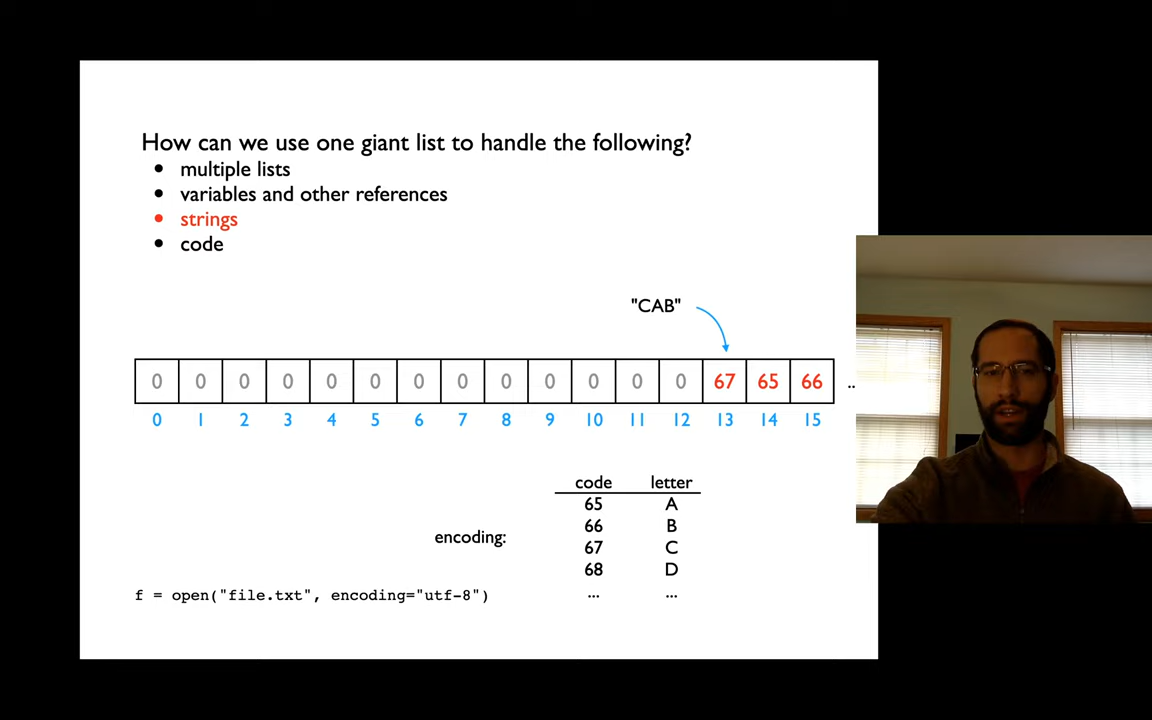 How can we use one giant list to handle the following?
• multiple lists
• variables and other references
• strings
• code
"CAB"
0 0 0 0 0 0 0 0 0 0 0 0 0 67 65 66 ..
0 1 2 3 4 5 6 7 8 9 10 11 12 13 14 15
code letter
65 A
66 B
encoding:
67 C
68 D
... ...
f = open("file.txt", encoding="utf-8")